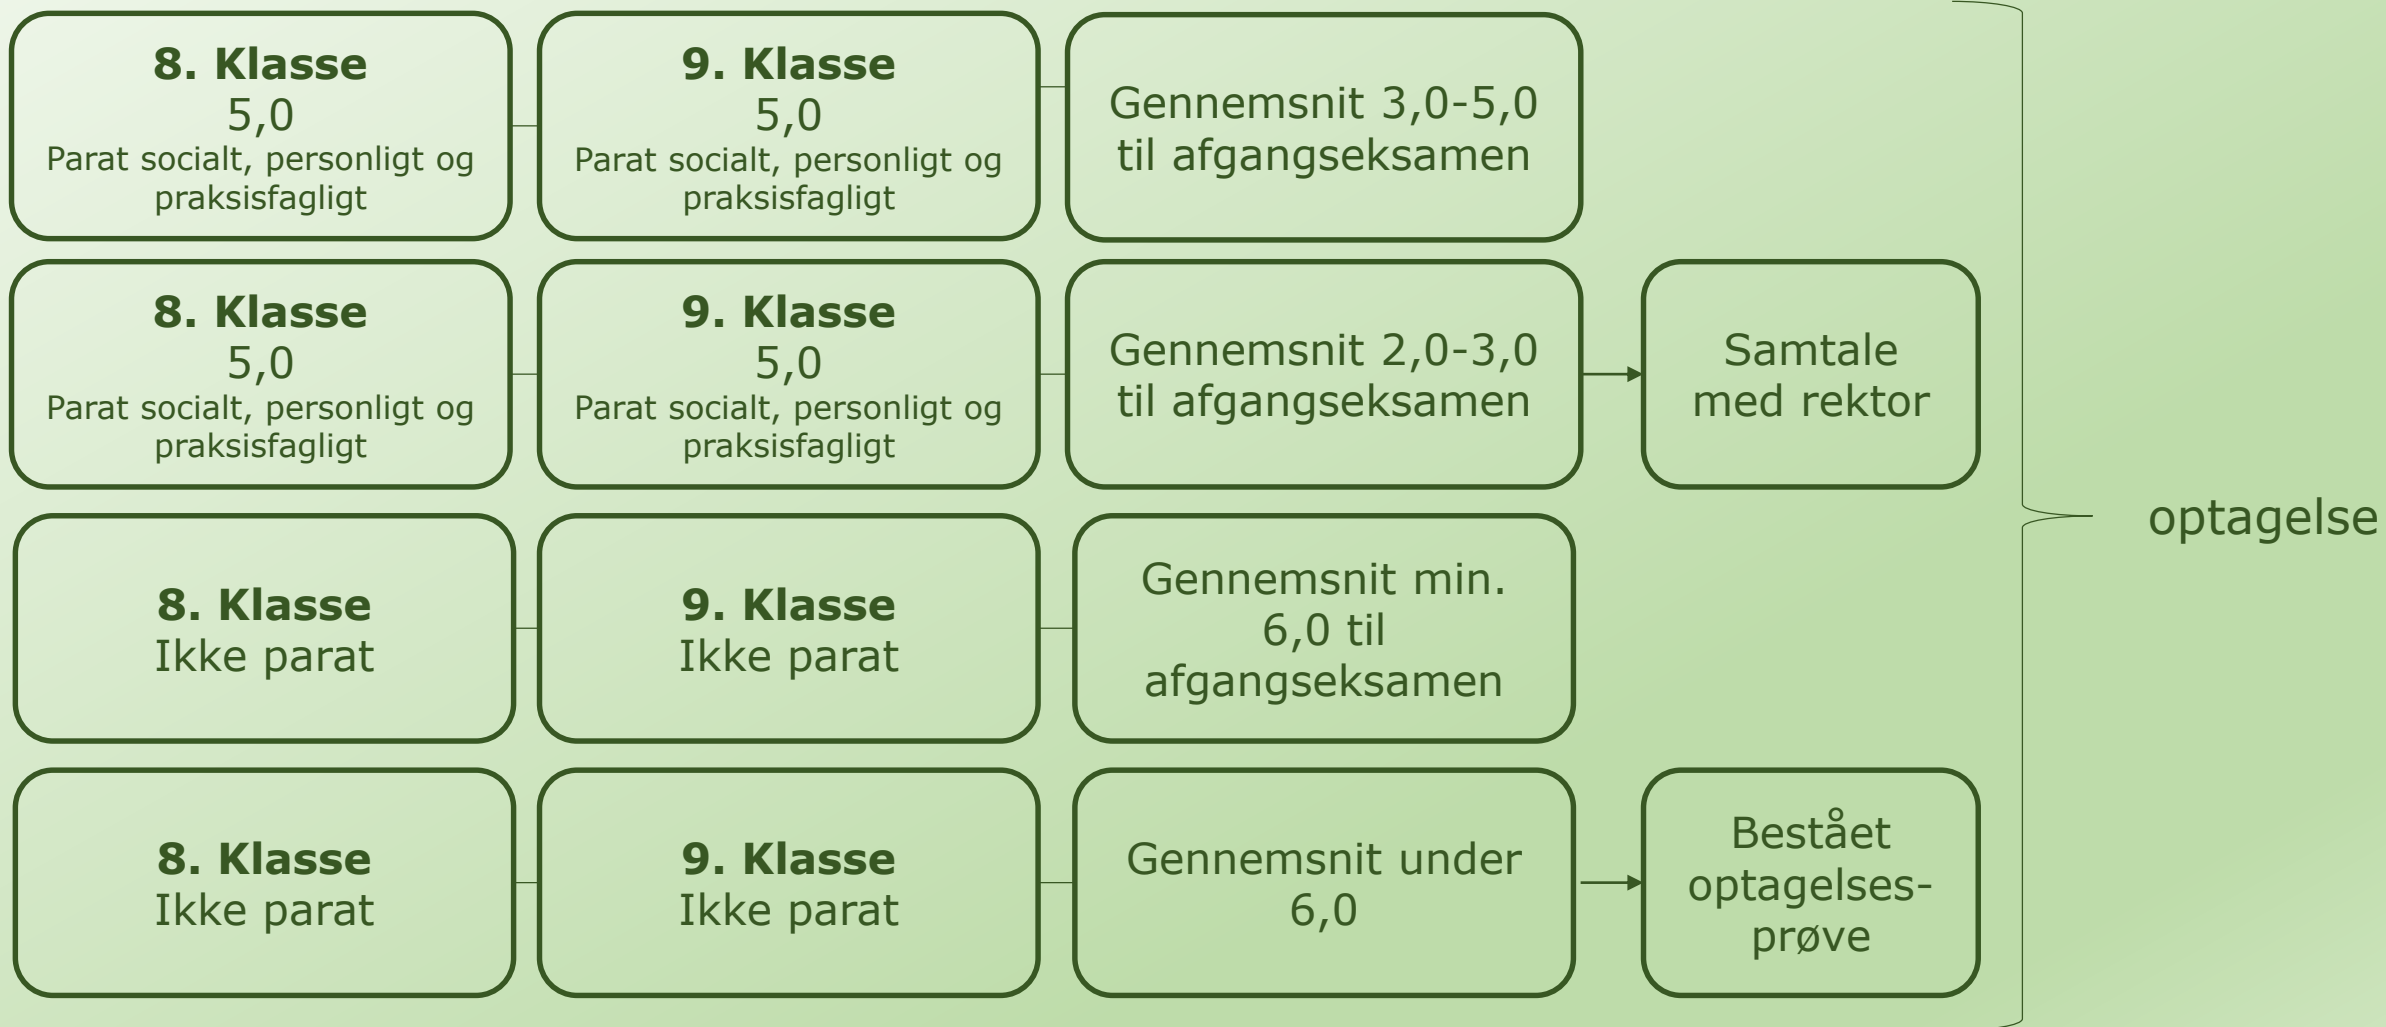 8. Klasse
5,0
Parat socialt, personligt og
praksisfagligt
9. Klasse
5,0
Parat socialt, personligt og
praksisfagligt
Gennemsnit 3,0-5,0
til afgangseksamen
8. Klasse
5,0
Parat socialt, personligt og
praksisfagligt
9. Klasse
5,0
Parat socialt, personligt og
praksisfagligt
Gennemsnit 2,0-3,0
til afgangseksamen
Samtale
med rektor
8. Klasse
Ikke parat
9. Klasse
Ikke parat
Gennemsnit min.
6,0 til
afgangseksamen
8. Klasse
Ikke parat
9. Klasse
Ikke parat
Gennemsnit under
6,0
Bestået
optagelses-
prøve
optagelse